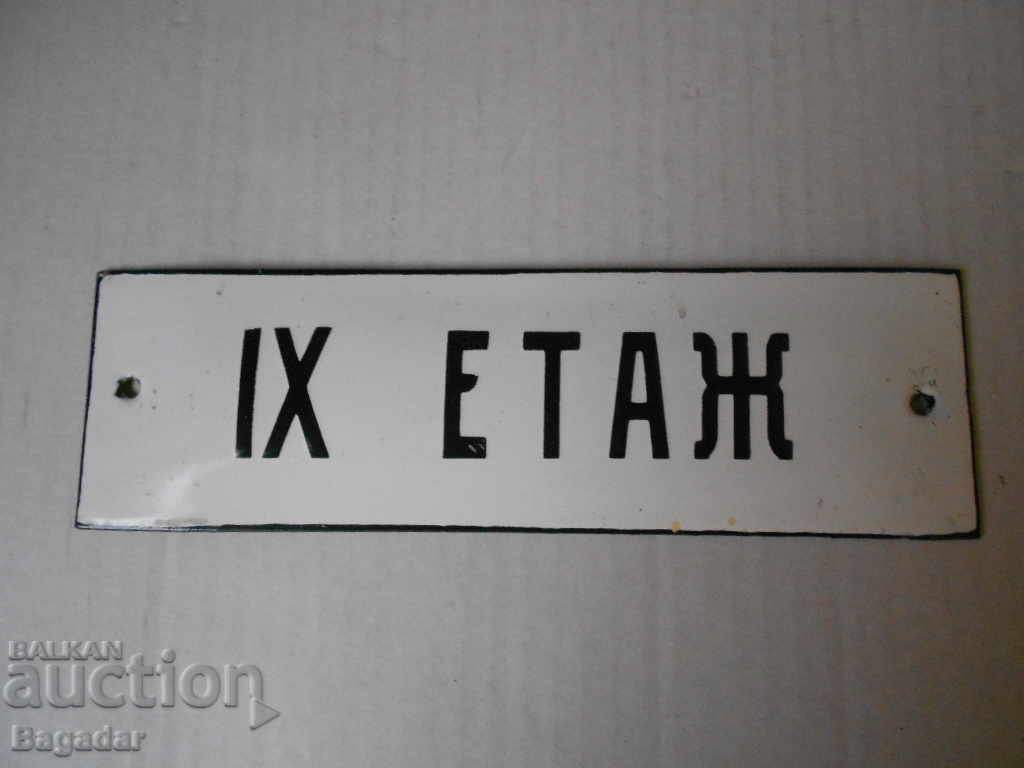 IX ЕТАЖ
BALKAN
auction
Bagadar